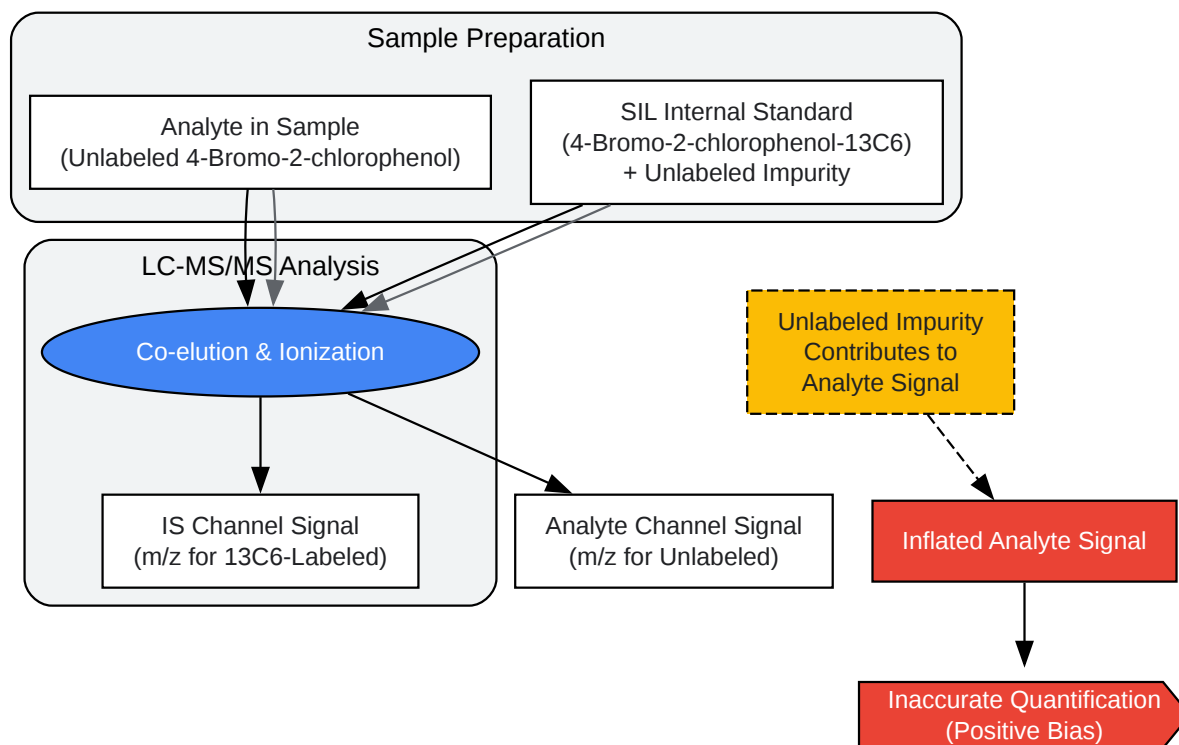 Sample Preparation
Analyte in Sample
(Unlabeled 4-Bromo-2-chlorophenol)
SIL Internal Standard
(4-Bromo-2-chlorophenol-13C6)
+ Unlabeled Impurity
LC-MS/MS Analysis
Co-elution & Ionization
Unlabeled Impurity
Contributes to
Analyte Signal
IS Channel Signal
(m/z for 13C6-Labeled)
Analyte Channel Signal
(m/z for Unlabeled)
Inflated Analyte Signal
Inaccurate Quantification
(Positive Bias)